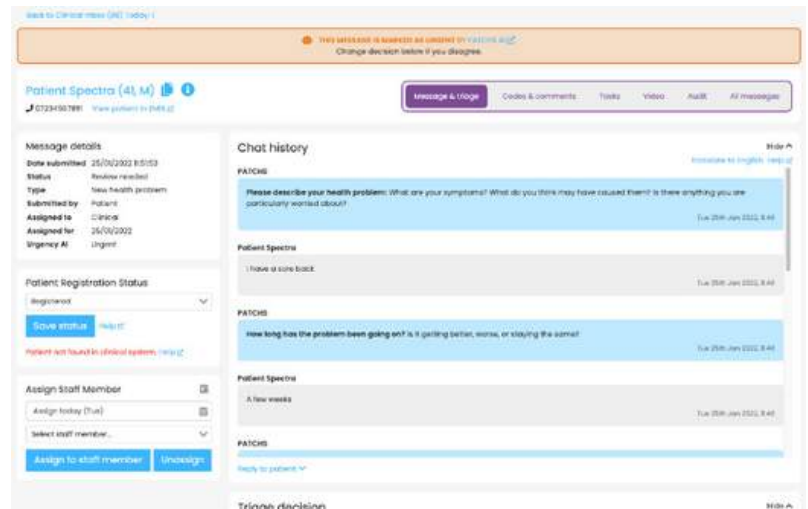 Back to Clinical Inbox (26) Today
THIS MESSAGE IS MARKED AS URGENT BY PATCHS AI
Change decision below if you disagree.
Patient Spectra (41, M)
07234567891 View patient in EMIS
Message & triage Codes & comments Tasks Video Audit All messages
Message details
Date submitted 25/01/2022 8:51:53
Status Review needed
Type New health problem
Submitted by Patient
Assigned to Clinical
Assigned for 25/01/2022
Urgency AI Urgent
Patient Registration Status
Registered
Save status Help
Patient not found in clinical system. Help
Assign Staff Member
Assign today (Tue)
Select staff member...
Assign to staff member Unassign
Chat history Hide
Translate to English. Help
PATCHS
Please describe your health problem: What are your symptoms? What do you think may have caused them? Is there anything you are
particularly worried about?
Tue 25th Jan 2022, 8:48
Patient Spectra
I have a sore back
Tue 25th Jan 2022, 8:48
PATCHS
How long has the problem been going on? Is it getting better, worse, or staying the same?
Tue 25th Jan 2022, 8:48
Patient Spectra
A few weeks
Tue 25th Jan 2022, 8:48
PATCHS
Reply to patient
Triage decision Hide